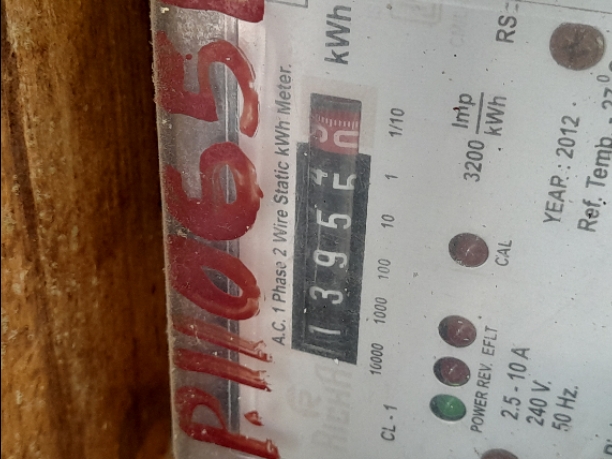 P11065
A.C. 1 Phase 2 Wire Static kWh Meter.
13955 kWh
10000 1000 100 10 1 1/10
CL - 1
3200 Imp
kWh
CAL
POWER REV. EFLT
2.5 - 10 A
240 V.
50 Hz.
RS
YEAR : 2012
Ref. Temp.